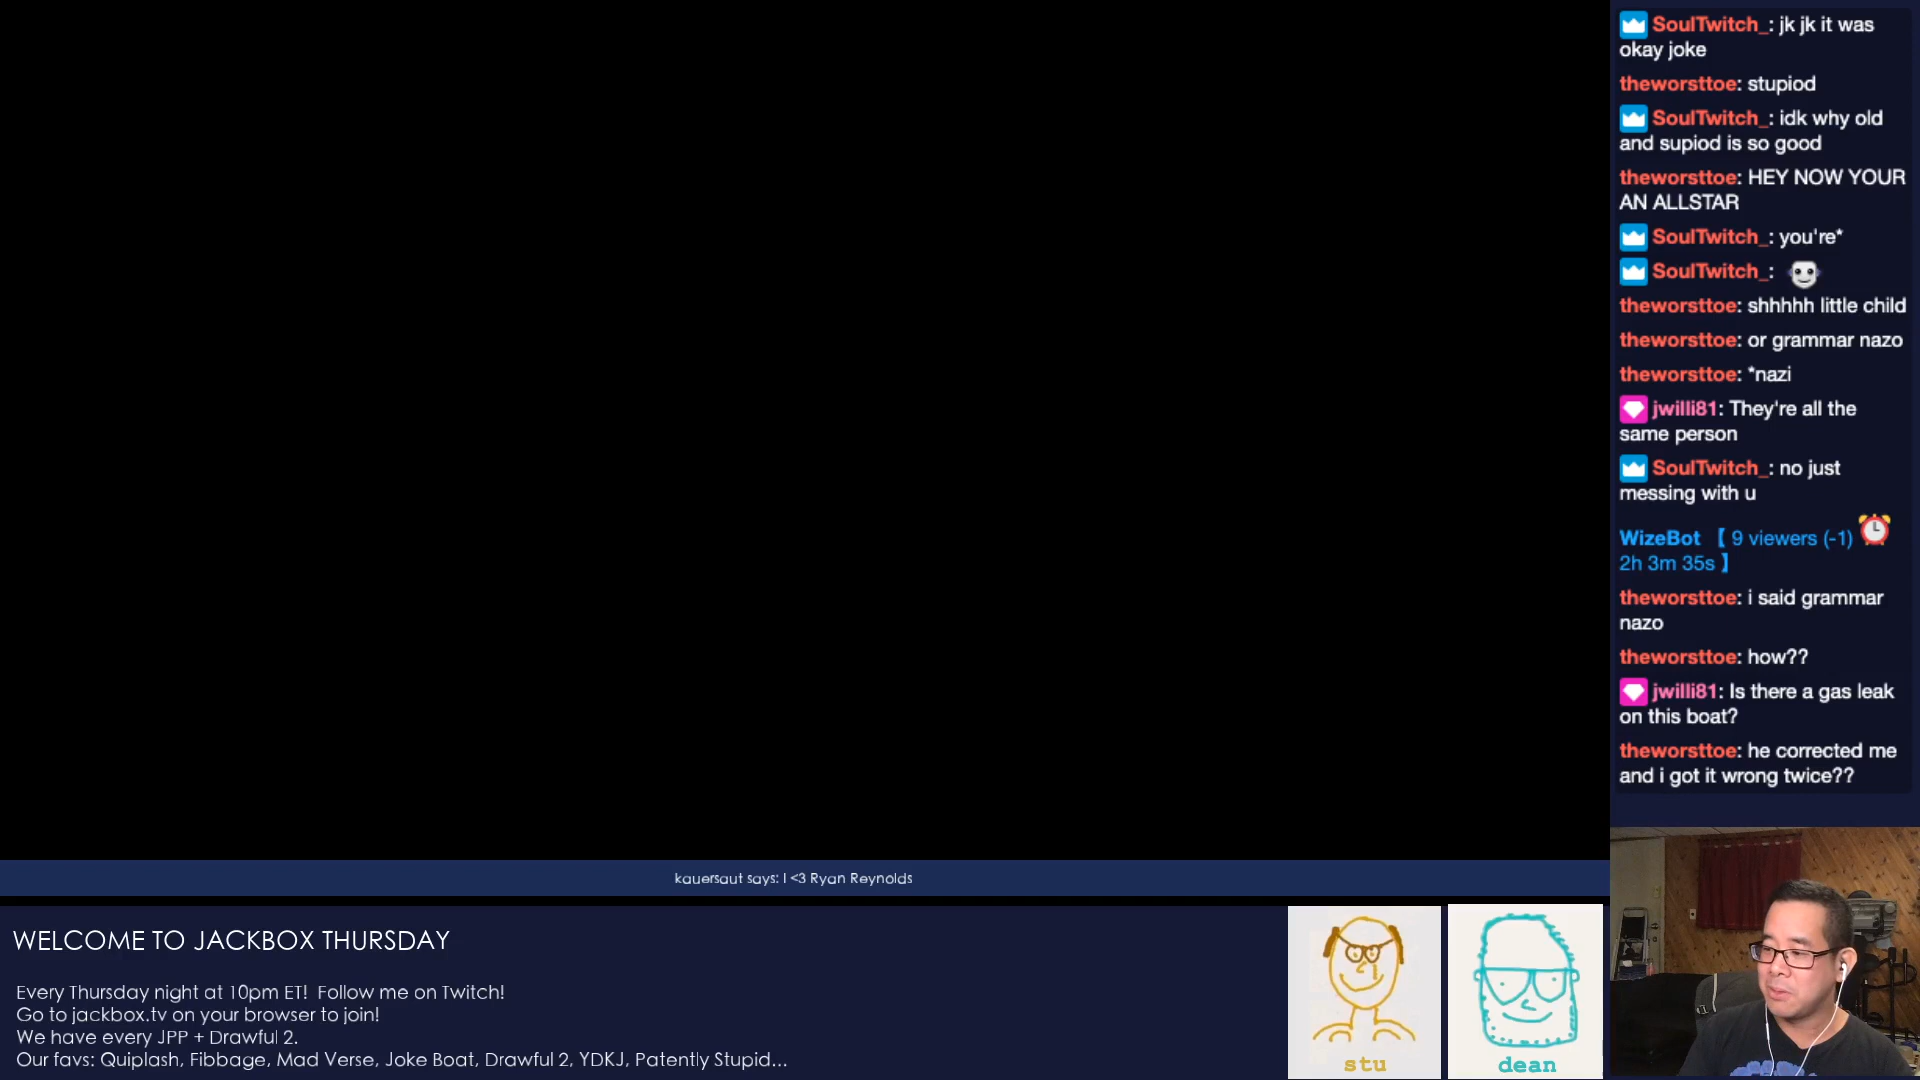 SoulTwitch_: jk jk it was
okay joke
theworsttoe: stupiod
SoulTwitch_: idk why old
and supiod is so good
theworsttoe: HEY NOW YOUR
AN ALLSTAR
SoulTwitch_: you're*
SoulTwitch_:
theworsttoe: shhhhh little child
theworsttoe: or grammar nazo
theworsttoe: *nazi
jwilli81: They're all the
same person
SoulTwitch_: no just
messing with u
WizeBot 【 9 viewers (-1)
2h 3m 35s 】
theworsttoe: i said grammar
nazo
theworsttoe: how??
jwilli81: Is there a gas leak
on this boat?
theworsttoe: he corrected me
and i got it wrong twice??
kauersaut says: I <3 Ryan Reynolds
WELCOME TO JACKBOX THURSDAY
Every Thursday night at 10pm ET! Follow me on Twitch!
Go to jackbox.tv on your browser to join!
We have every JPP + Drawful 2.
Our favs: Quiplash, Fibbage, Mad Verse, Joke Boat, Drawful 2, YDKJ, Patently Stupid...
stu
dean